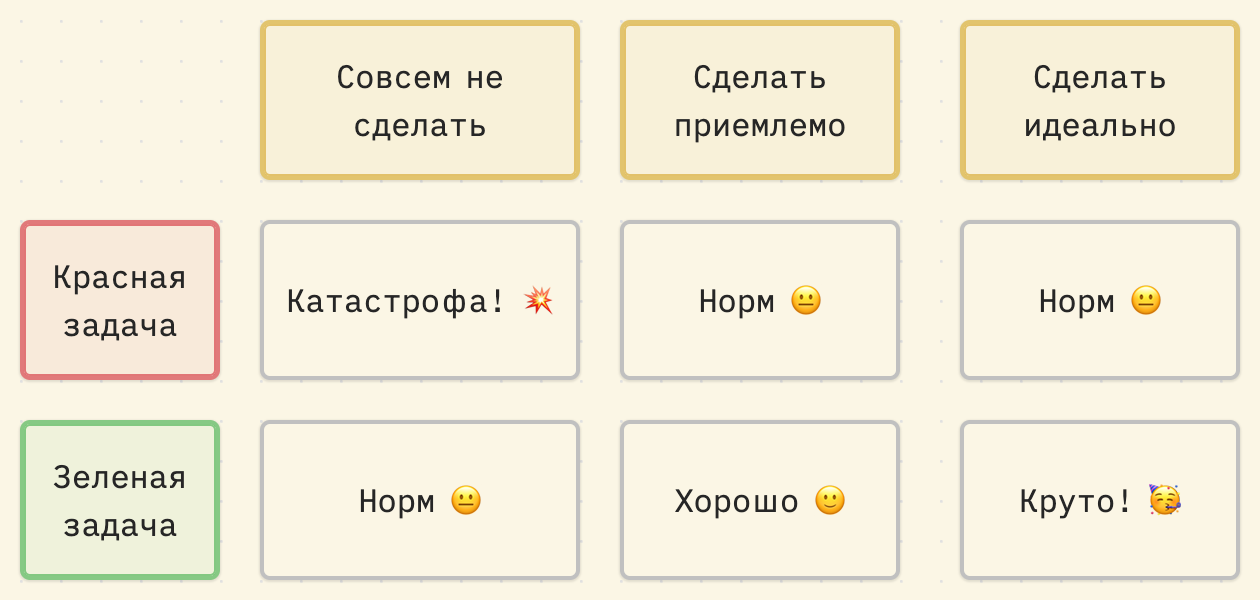 Совсем не
сделать
Сделать
приемлемо
Сделать
идеально
Красная
задача
Катастрофа! 💥
Норм 😐
Норм 😐
Зеленая
задача
Норм 😐
Хорошо 🙂
Круто! 🥳